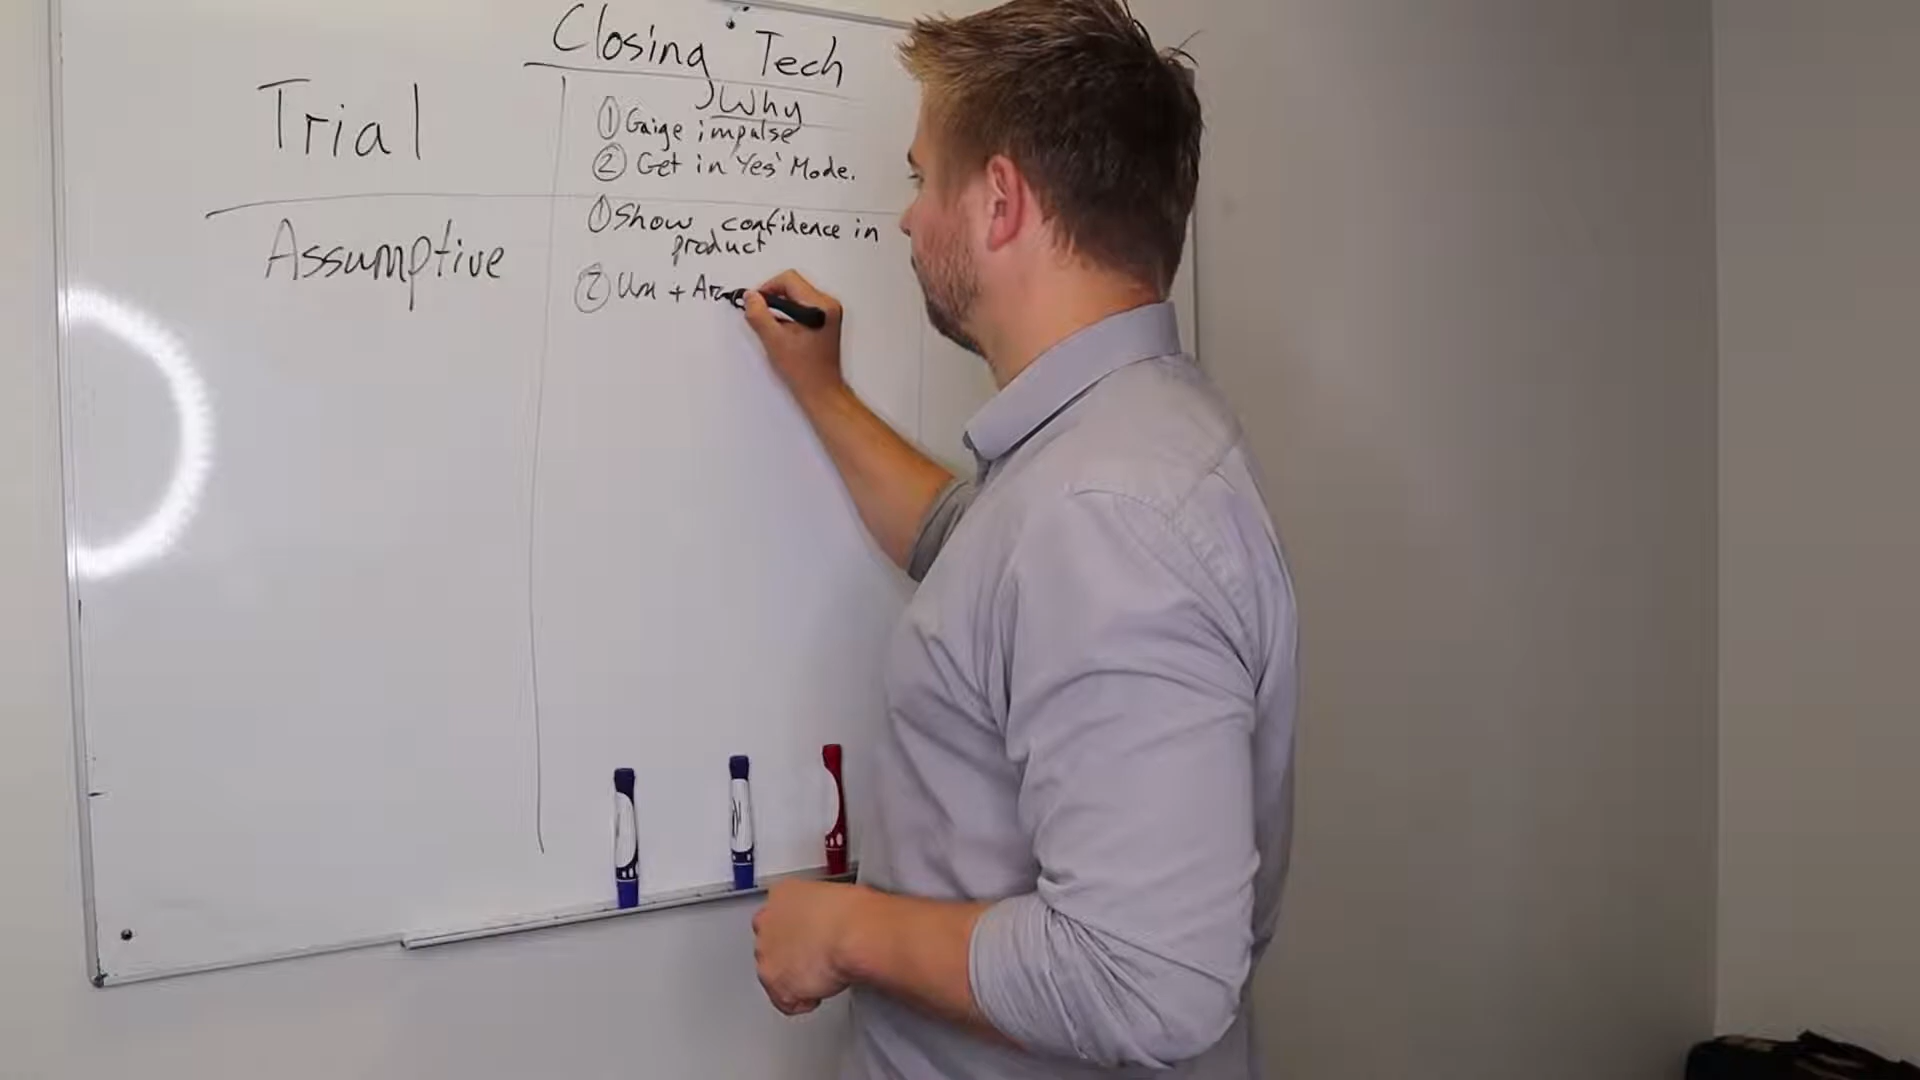 Closing Tech
Why
Trial
① Gaige impulse
② Get in 'Yes' Mode.
Assumptive
① Show confidence in
product
② Um +